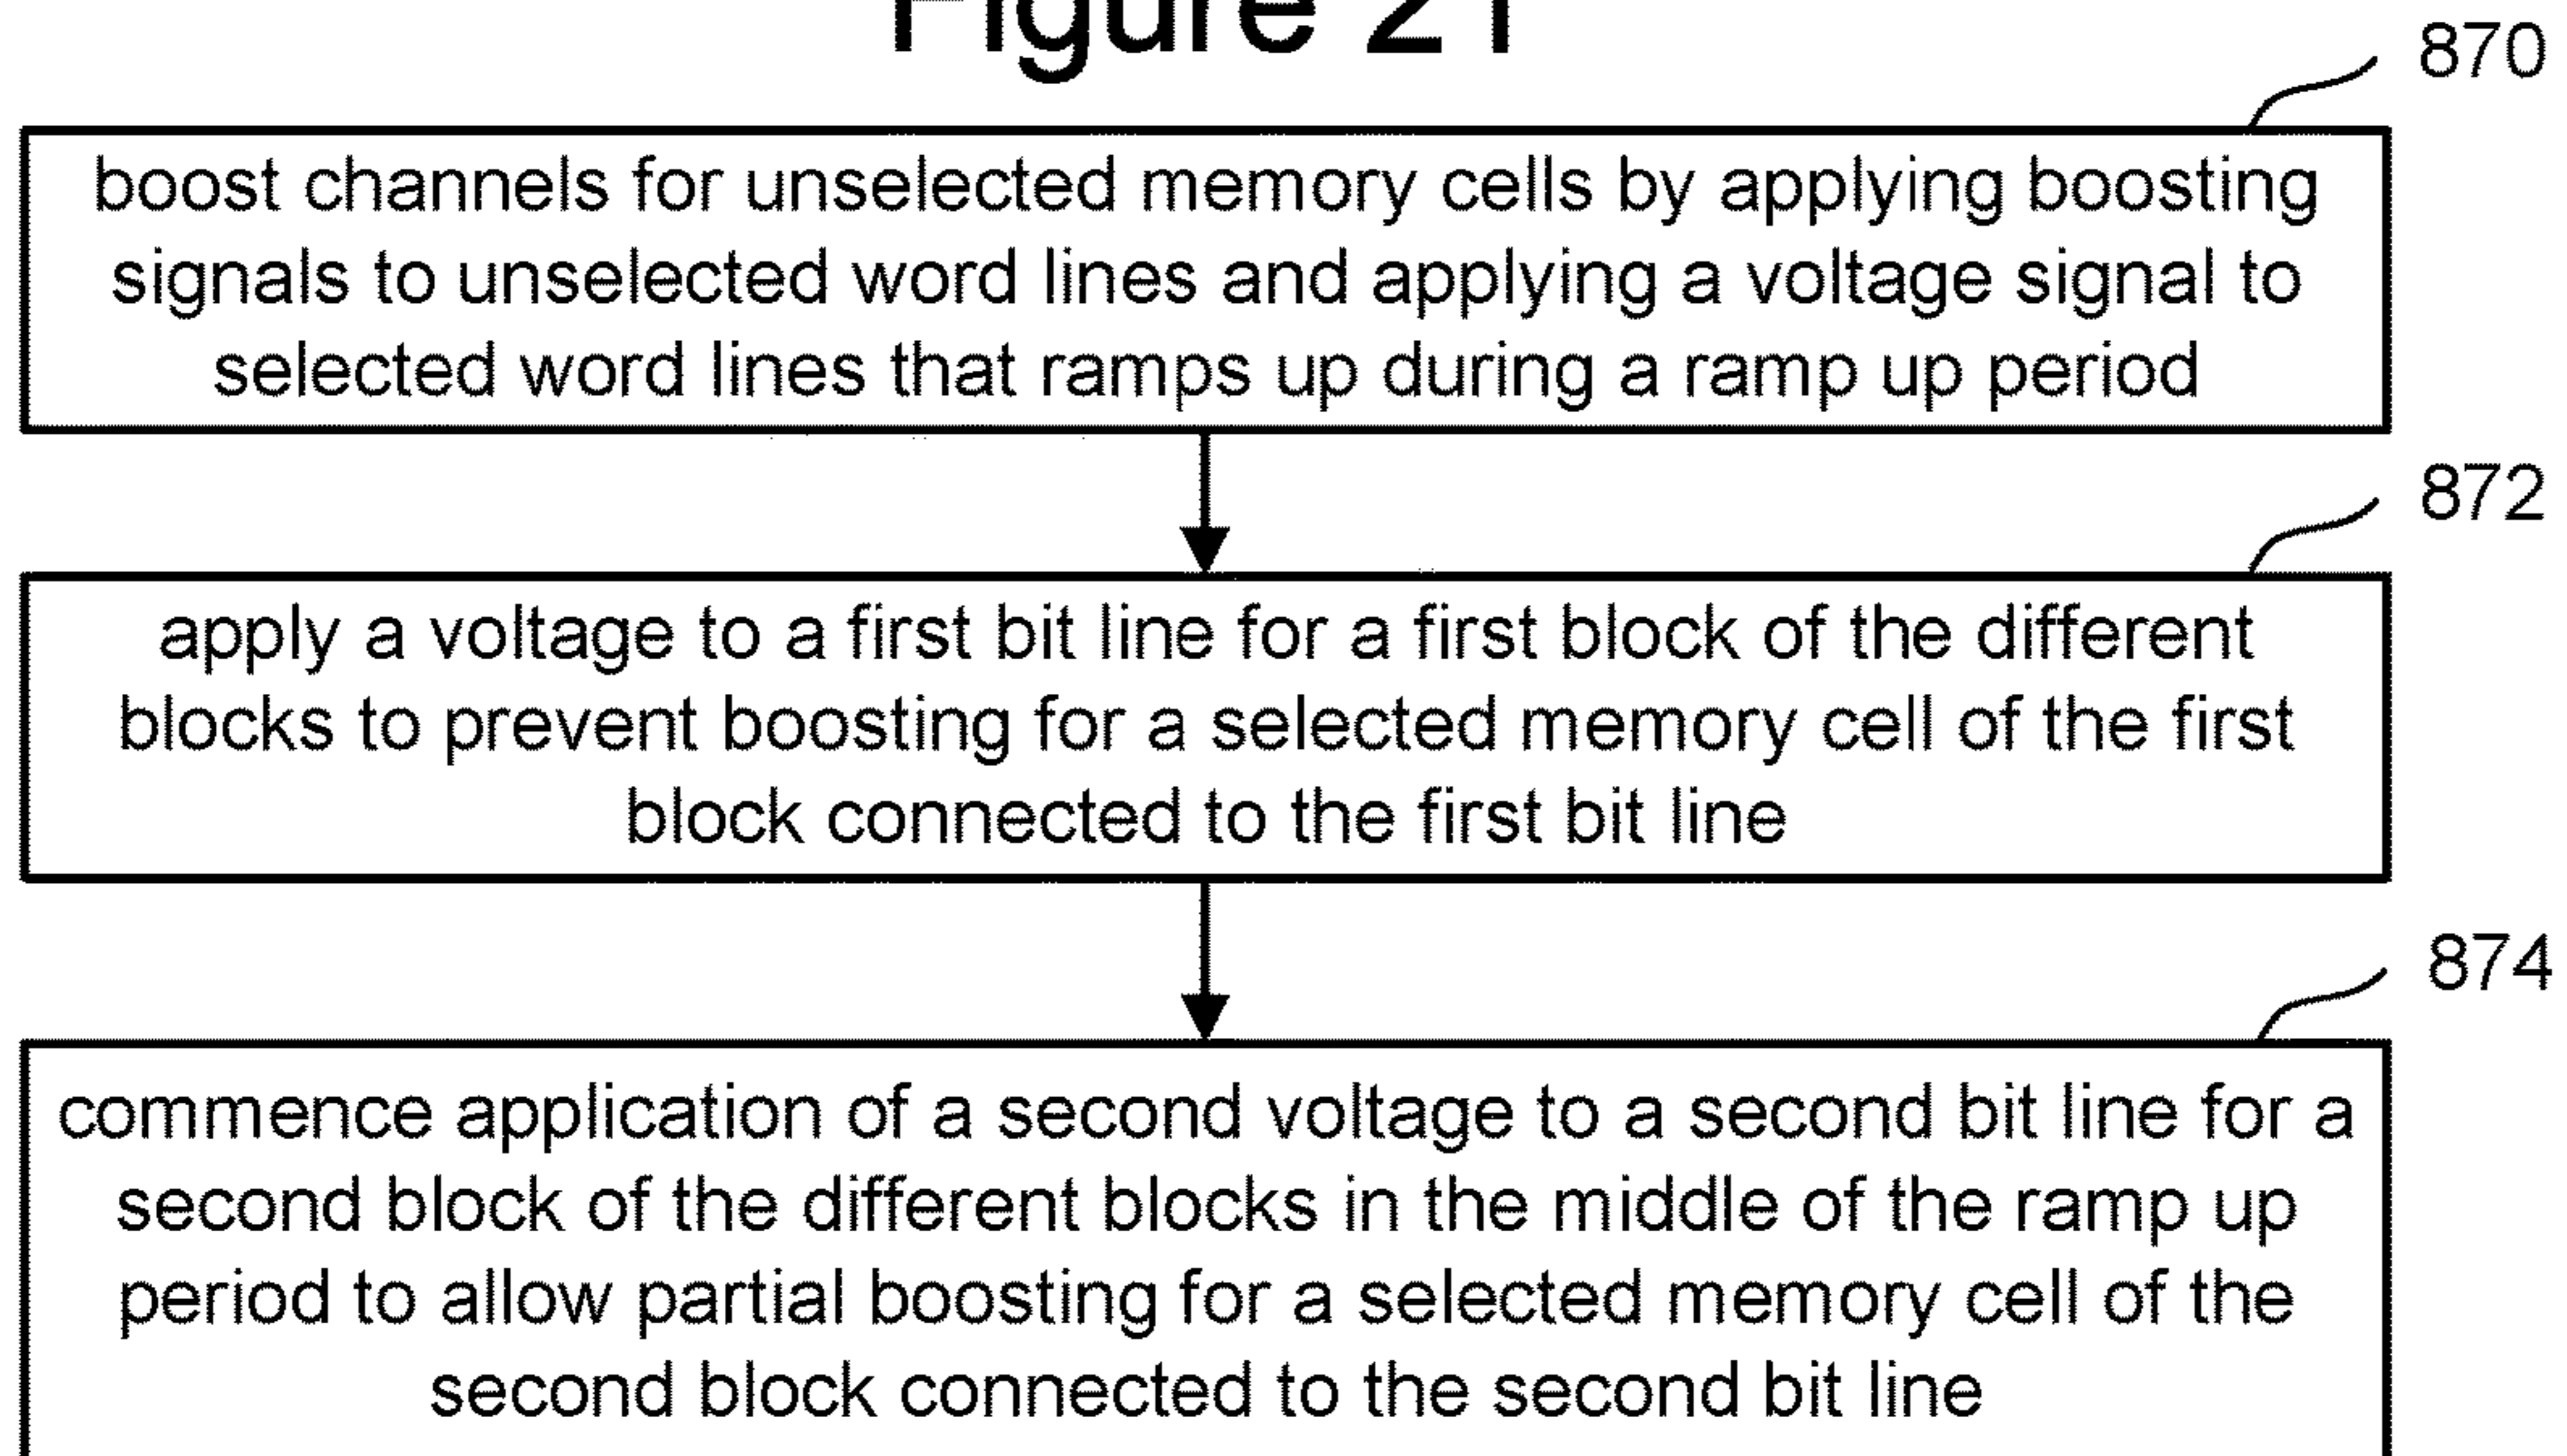 Figure 21
870
boost channels for unselected memory cells by applying boosting
signals to unselected word lines and applying a voltage signal to
selected word lines that ramps up during a ramp up period
872
apply a voltage to a first bit line for a first block of the different
blocks to prevent boosting for a selected memory cell of the first
block connected to the first bit line
874
commence application of a second voltage to a second bit line for a
second block of the different blocks in the middle of the ramp up
period to allow partial boosting for a selected memory cell of the
second block connected to the second bit line